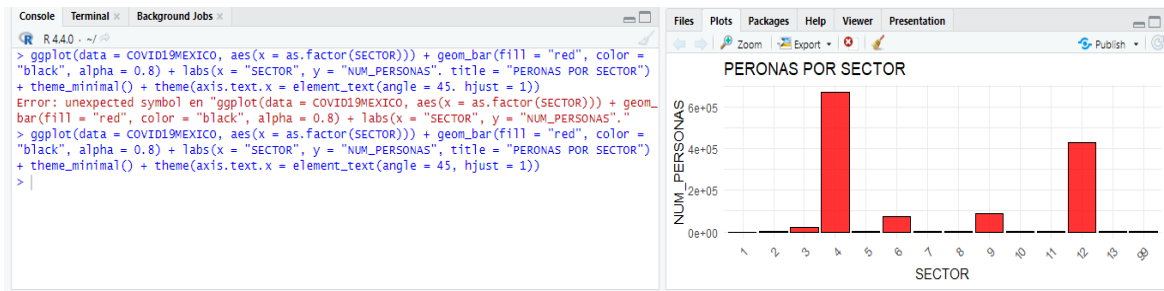 Console Terminal × Background Jobs ×
R 4.4.0 · ~/
> ggplot(data = COVID19MEXICO, aes(x = as.factor(SECTOR))) + geom_bar(fill = "red", color =
"black", alpha = 0.8) + labs(x = "SECTOR", y = "NUM_PERSONAS". title = "PERONAS POR SECTOR")
+ theme_minimal() + theme(axis.text.x = element_text(angle = 45. hjust = 1))
Error: unexpected symbol en "ggplot(data = COVID19MEXICO, aes(x = as.factor(SECTOR))) + geom_
bar(fill = "red", color = "black", alpha = 0.8) + labs(x = "SECTOR", y = "NUM_PERSONAS"."
> ggplot(data = COVID19MEXICO, aes(x = as.factor(SECTOR))) + geom_bar(fill = "red", color =
"black", alpha = 0.8) + labs(x = "SECTOR", y = "NUM_PERSONAS", title = "PERONAS POR SECTOR")
+ theme_minimal() + theme(axis.text.x = element_text(angle = 45, hjust = 1))
>
Files Plots Packages Help Viewer Presentation
Zoom Export Publish
PERONAS POR SECTOR
NUM_PERSONAS
6e+05
4e+05
2e+05
0e+00
1 2 3 4 5 6 7 8 9 10 11 12 13 99
SECTOR